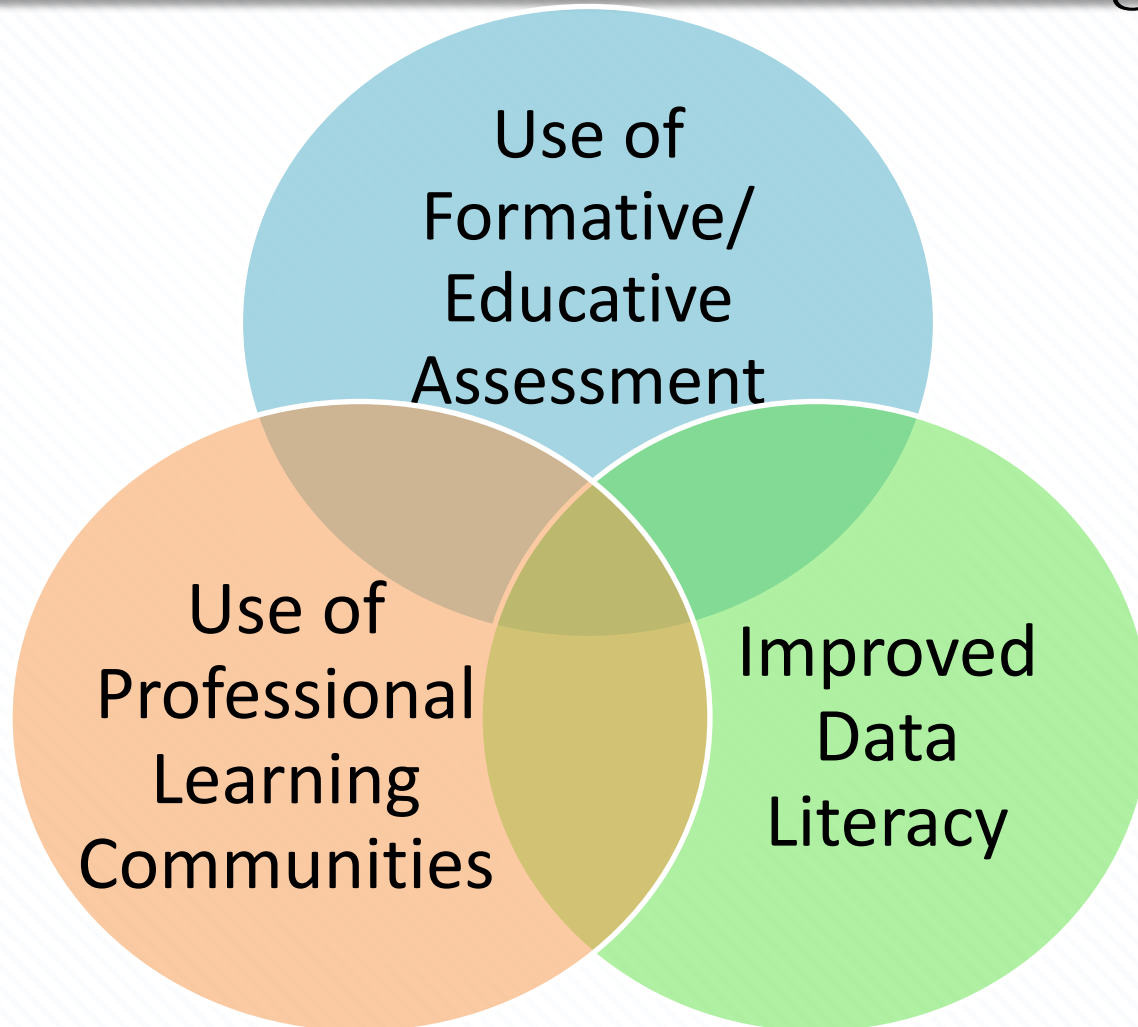 Use of
Formative/
Educative
Assessment
Use of
Professional
Learning
Communities
Improved
Data
Literacy